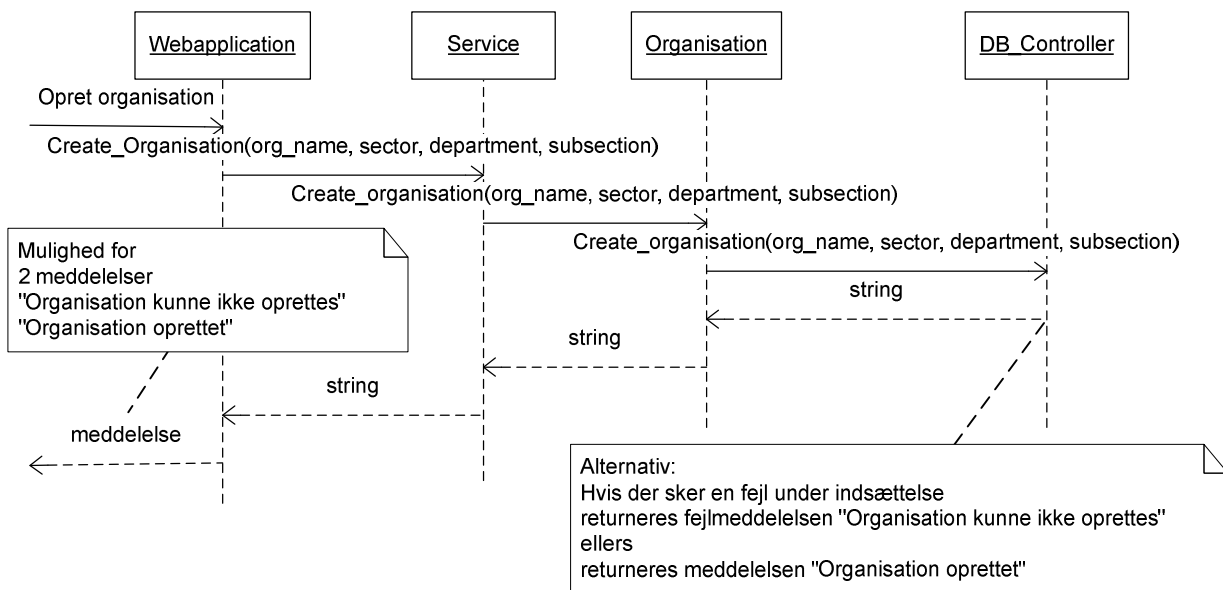 Webapplication
Service
Organisation
DB_Controller
Opret organisation
Create_Organisation(org_name, sector, department, subsection)
Create_organisation(org_name, sector, department, subsection)
Create_organisation(org_name, sector, department, subsection)
Mulighed for
2 meddelelser
"Organisation kunne ikke oprettes"
"Organisation oprettet"
string
string
string
meddelelse
Alternativ:
Hvis der sker en fejl under indsættelse
returneres fejlmeddelelsen "Organisation kunne ikke oprettes"
ellers
returneres meddelelsen "Organisation oprettet"